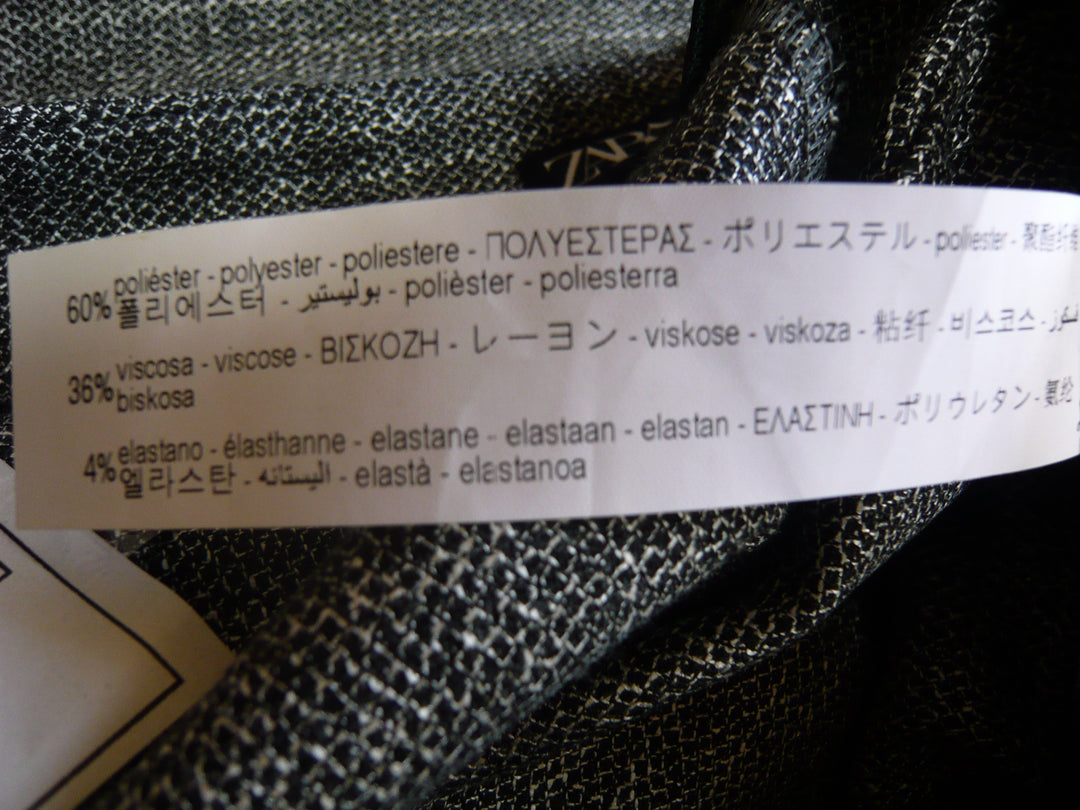 ZARA
60% poliéster - polyester - poliestere - ΠΟΛΥΕΣΤΕΡΑΣ - ポリエステル - poliester - 聚酯纤维
폴리에스터 - بوليستير - polièster - poliesterra
36% viscosa - viscose - ΒΙΣΚΟΖΗ - レーヨン - viskose - viskoza - 粘纤 - 비스코스 -
biskosa
4% elastano - élasthanne - elastane - elastaan - elastan - ΕΛΑΣΤΙΝΗ - ポリウレタン - 氨纶
엘라스탄 - اليستانه - elastà - elastanoa